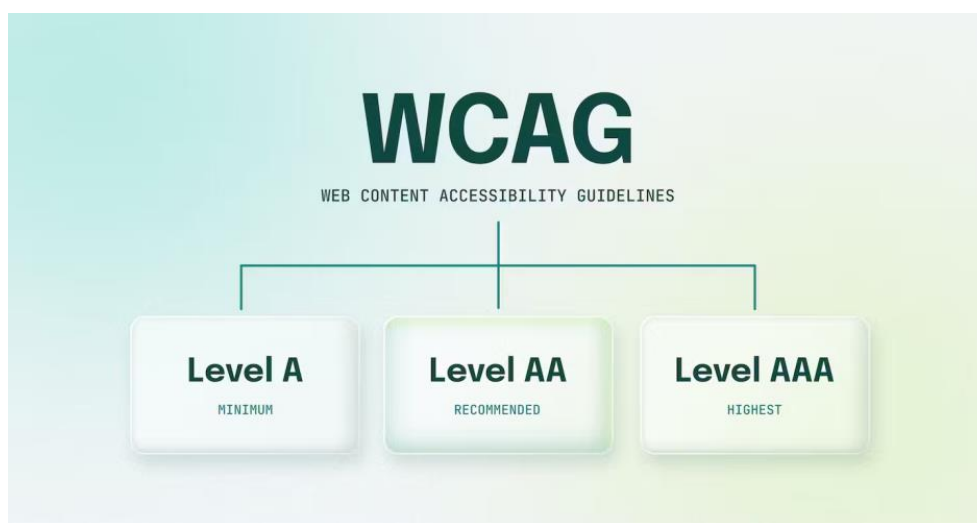 WCAG
WEB CONTENT ACCESSIBILITY GUIDELINES
Level A
MINIMUM
Level AA
RECOMMENDED
Level AAA
HIGHEST